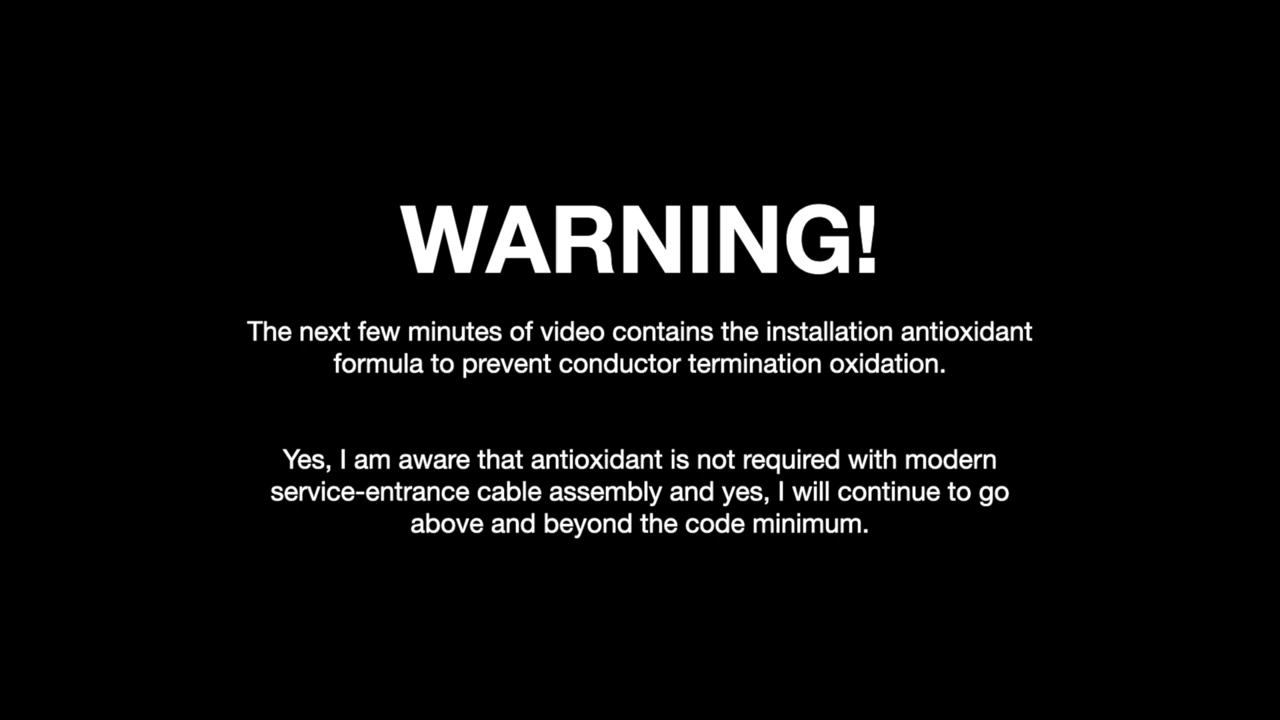 WARNING!
The next few minutes of video contains the installation antioxidant
formula to prevent conductor termination oxidation.
Yes, I am aware that antioxidant is not required with modern
service-entrance cable assembly and yes, I will continue to go
above and beyond the code minimum.